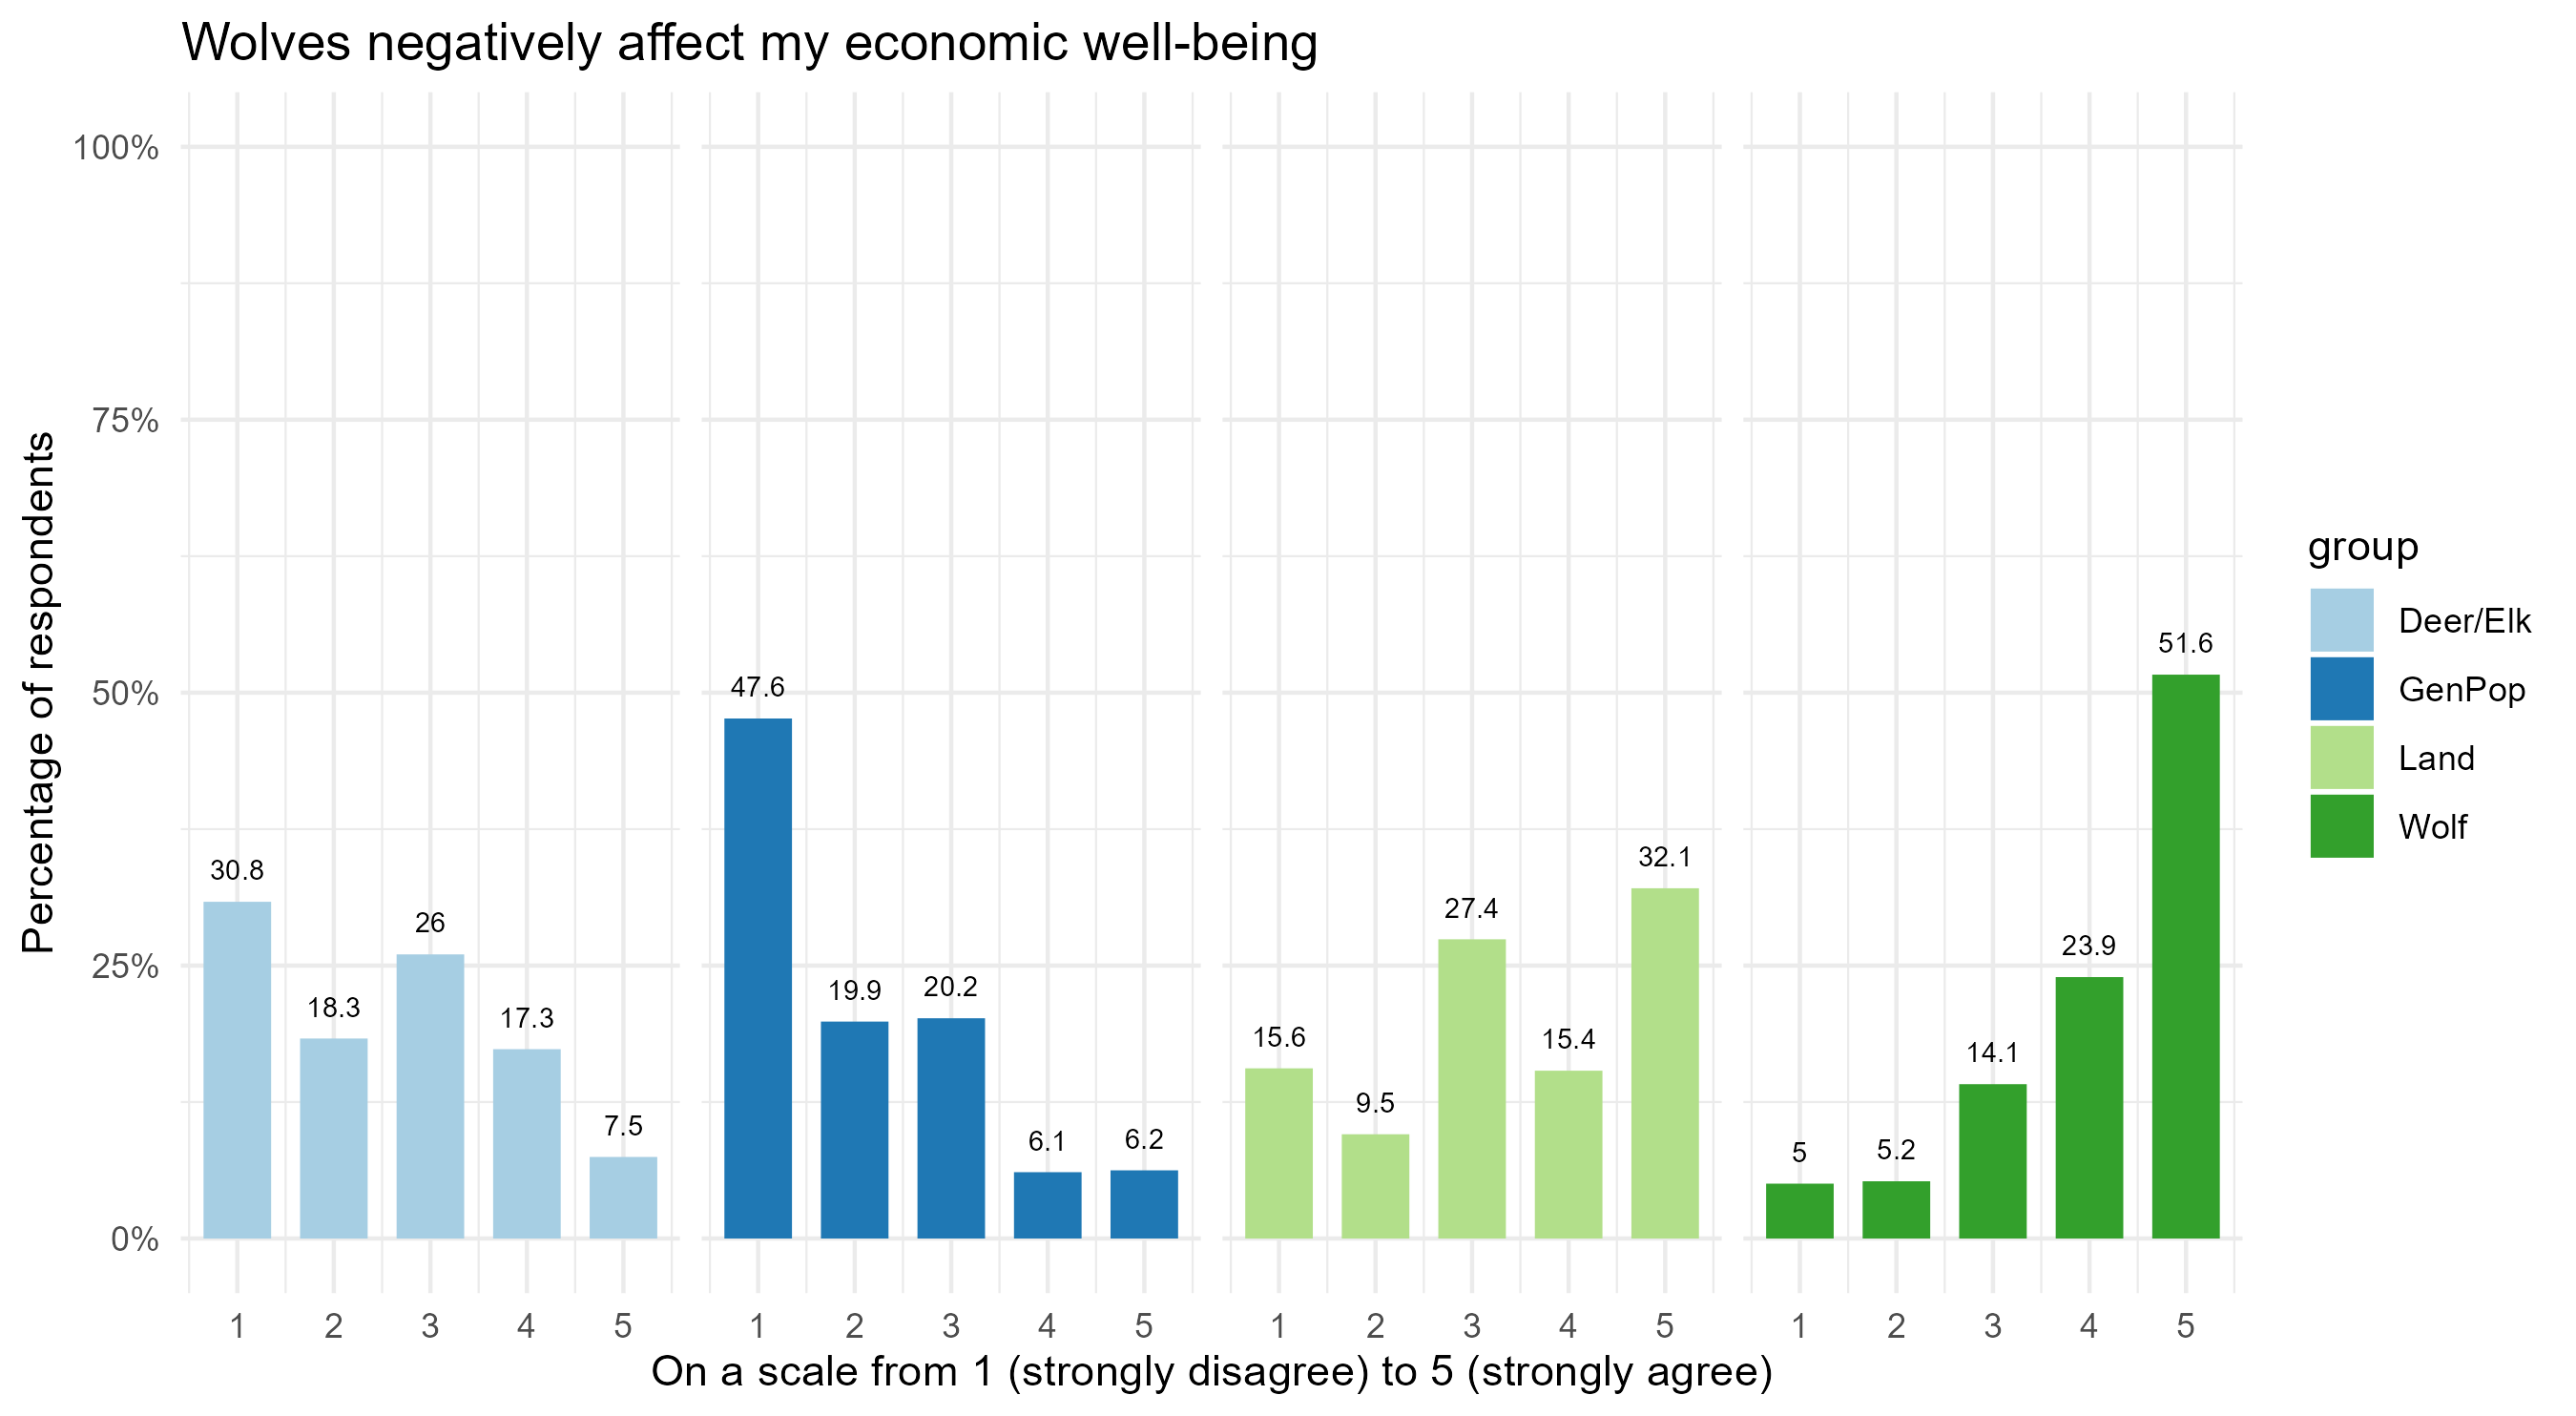 Wolves negatively affect my economic well-being
Percentage of respondents
100%
75%
50%
25%
0%
30.8
18.3
26
17.3
7.5
47.6
19.9
20.2
6.1
6.2
15.6
9.5
27.4
15.4
32.1
5
5.2
14.1
23.9
51.6
1 2 3 4 5 1 2 3 4 5 1 2 3 4 5 1 2 3 4 5
On a scale from 1 (strongly disagree) to 5 (strongly agree)
group
Deer/Elk
GenPop
Land
Wolf